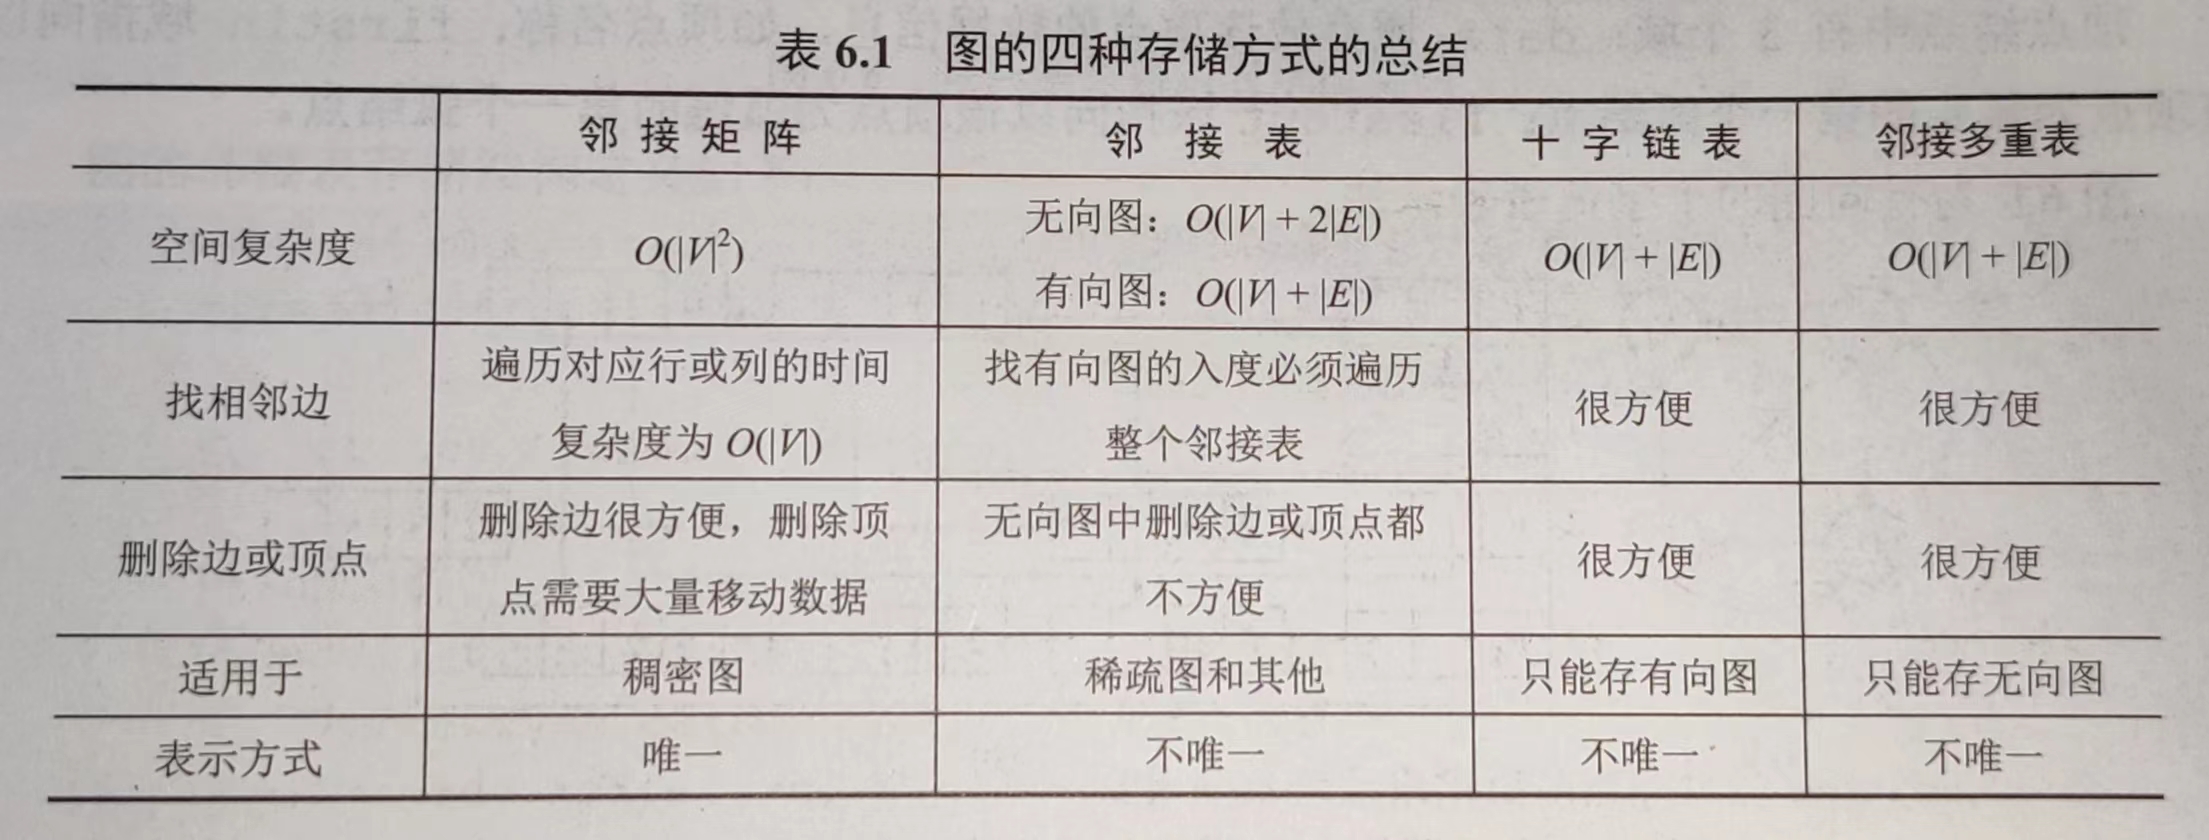 表 6.1 图的四种存储方式的总结
邻接矩阵 邻接表 十字链表 邻接多重表
空间复杂度 O(|V|²) 无向图：O(|V| + 2|E|) 有向图：O(|V| + |E|) O(|V| + |E|) O(|V| + |E|)
找相邻边 遍历对应行或列的时间复杂度为 O(|V|) 找有向图的入度必须遍历整个邻接表 很方便 很方便
删除边或顶点 删除边很方便，删除顶点需要大量移动数据 无向图中删除边或顶点都不方便 很方便 很方便
适用于 稠密图 稀疏图和其他 只能存有向图 只能存无向图
表示方式 唯一 不唯一 不唯一 不唯一